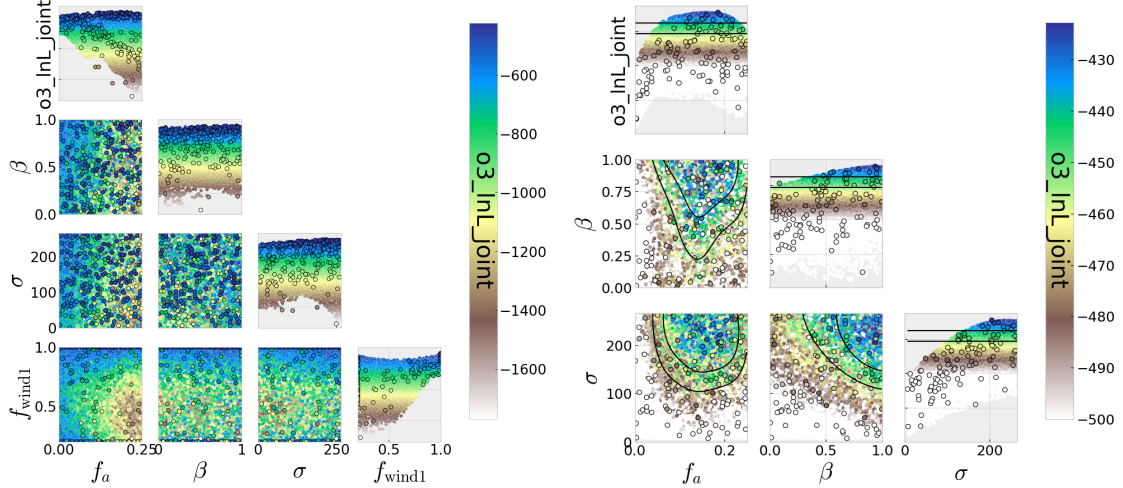 o3_lnL_joint
β
1.0
0.5
0.0
σ
200
100
0
f_wind1
1.0
0.5
0.00
0.25
f_a
0
1
β
0
250
σ
0.5
1.0
f_wind1
−600
−800
−1000
−1200
−1400
−1600
o3_lnL_joint
o3_lnL_joint
β
1.00
0.75
0.50
0.25
0.00
σ
200
100
0
0
0.2
f_a
0.0
0.5
1.0
β
0
200
σ
−430
−440
−450
−460
−470
−480
−490
−500
o3_lnL_joint